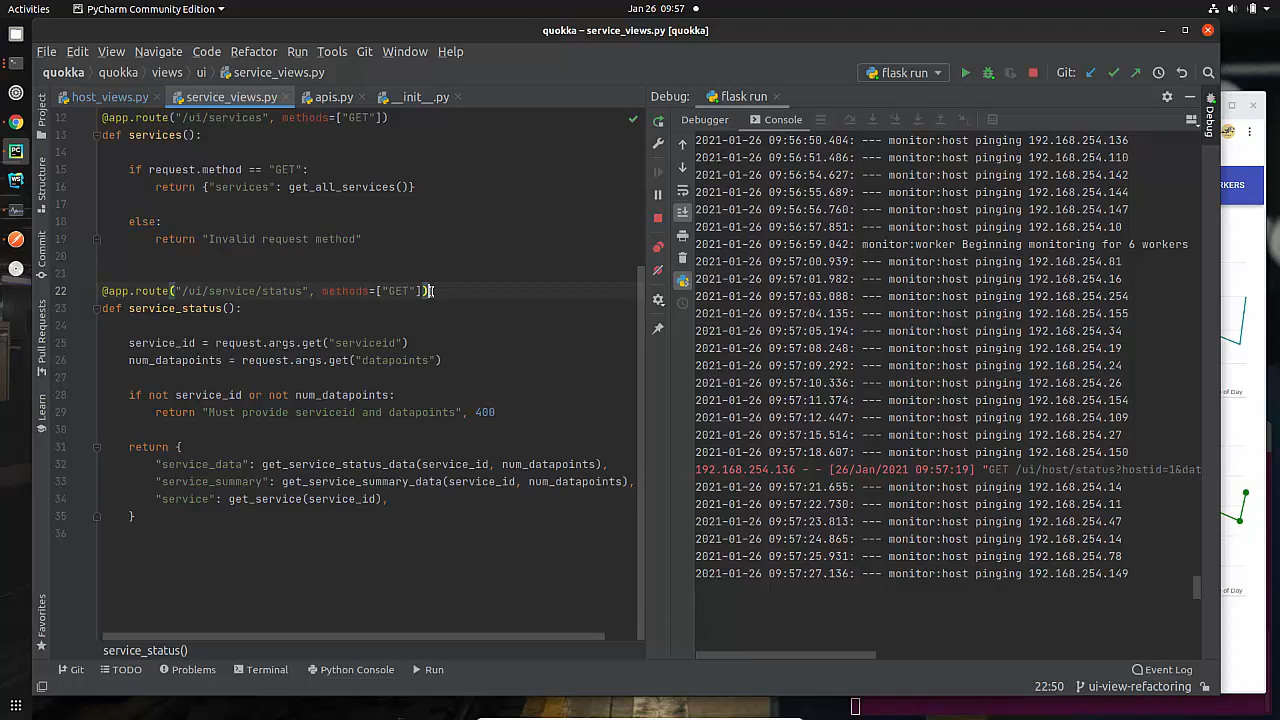 Activities
PyCharm Community Edition
Jan 26 09:57
quokka – service_views.py [quokka]
File Edit View Navigate Code Refactor Run Tools Git Window Help
quokka quokka views ui service_views.py
flask run
Git:
host_views.py service_views.py apis.py __init__.py
Debug: flask run
Debugger Console
12 @app.route("/ui/services", methods=["GET"])
13 def services():
14
15 if request.method == "GET":
16 return {"services": get_all_services()}
17
18 else:
19 return "Invalid request method"
20
21
22 @app.route("/ui/service/status", methods=["GET"])
23 def service_status():
24
25 service_id = request.args.get("serviceid")
26 num_datapoints = request.args.get("datapoints")
27
28 if not service_id or not num_datapoints:
29 return "Must provide serviceid and datapoints", 400
30
31 return {
32 "service_data": get_service_status_data(service_id, num_datapoints),
33 "service_summary": get_service_summary_data(service_id, num_datapoints),
34 "service": get_service(service_id),
35 }
36
service_status()
2021-01-26 09:56:50.404: --- monitor:host pinging 192.168.254.136
2021-01-26 09:56:51.486: --- monitor:host pinging 192.168.254.110
2021-01-26 09:56:54.627: --- monitor:host pinging 192.168.254.142
2021-01-26 09:56:55.689: --- monitor:host pinging 192.168.254.144
2021-01-26 09:56:56.760: --- monitor:host pinging 192.168.254.147
2021-01-26 09:56:57.851: --- monitor:host pinging 192.168.254.10
2021-01-26 09:56:59.042: monitor:worker Beginning monitoring for 6 workers
2021-01-26 09:57:00.939: --- monitor:host pinging 192.168.254.81
2021-01-26 09:57:01.982: --- monitor:host pinging 192.168.254.13
2021-01-26 09:57:03.088: --- monitor:host pinging 192.168.254.254
2021-01-26 09:57:04.135: --- monitor:host pinging 192.168.254.155
2021-01-26 09:57:05.194: --- monitor:host pinging 192.168.254.34
2021-01-26 09:57:08.248: --- monitor:host pinging 192.168.254.19
2021-01-26 09:57:09.292: --- monitor:host pinging 192.168.254.24
2021-01-26 09:57:10.336: --- monitor:host pinging 192.168.254.26
2021-01-26 09:57:11.374: --- monitor:host pinging 192.168.254.154
2021-01-26 09:57:12.447: --- monitor:host pinging 192.168.254.109
2021-01-26 09:57:15.514: --- monitor:host pinging 192.168.254.27
2021-01-26 09:57:18.607: --- monitor:host pinging 192.168.254.150
192.168.254.136 - - [26/Jan/2021 09:57:19] "GET /ui/host/status?hostid=1&dat
2021-01-26 09:57:21.655: --- monitor:host pinging 192.168.254.14
2021-01-26 09:57:22.730: --- monitor:host pinging 192.168.254.11
2021-01-26 09:57:23.813: --- monitor:host pinging 192.168.254.47
2021-01-26 09:57:24.865: --- monitor:host pinging 192.168.254.14
2021-01-26 09:57:25.931: --- monitor:host pinging 192.168.254.78
2021-01-26 09:57:27.136: --- monitor:host pinging 192.168.254.149
Project
Structure
Commit
Pull Requests
Learn
Favorites
Debug
RKERS
e of Day
e of Day
Git TODO Problems Terminal Python Console Run
Event Log
22:50 ui-view-refactoring